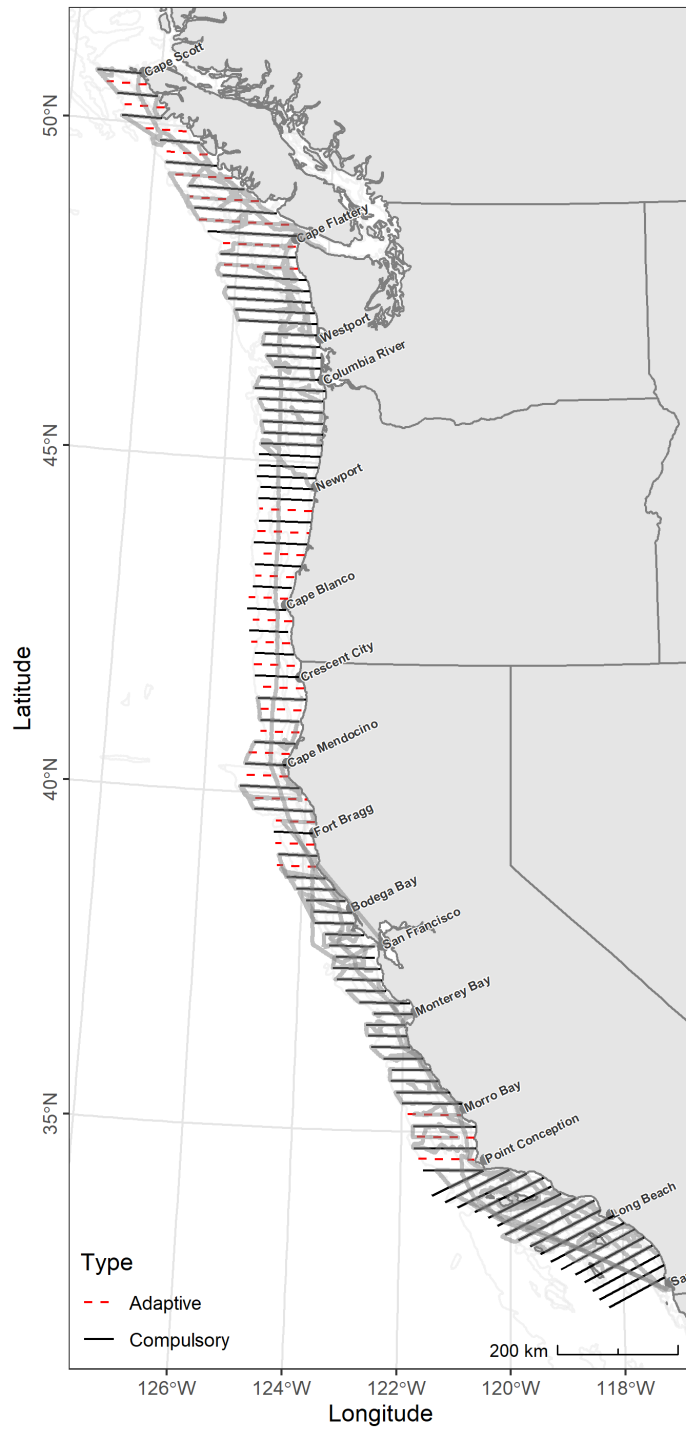 Cape Scott
50°N
Cape Flattery
Westport
Columbia River
45°N
Newport
Cape Blanco
Latitude
Crescent City
Cape Mendocino
40°N
Fort Bragg
Bodega Bay
San Francisco
Monterey Bay
35°N
Morro Bay
Point Conception
Long Beach
Sa
Type
Adaptive
Compulsory
200 km
126°W
124°W
122°W
120°W
118°W
Longitude